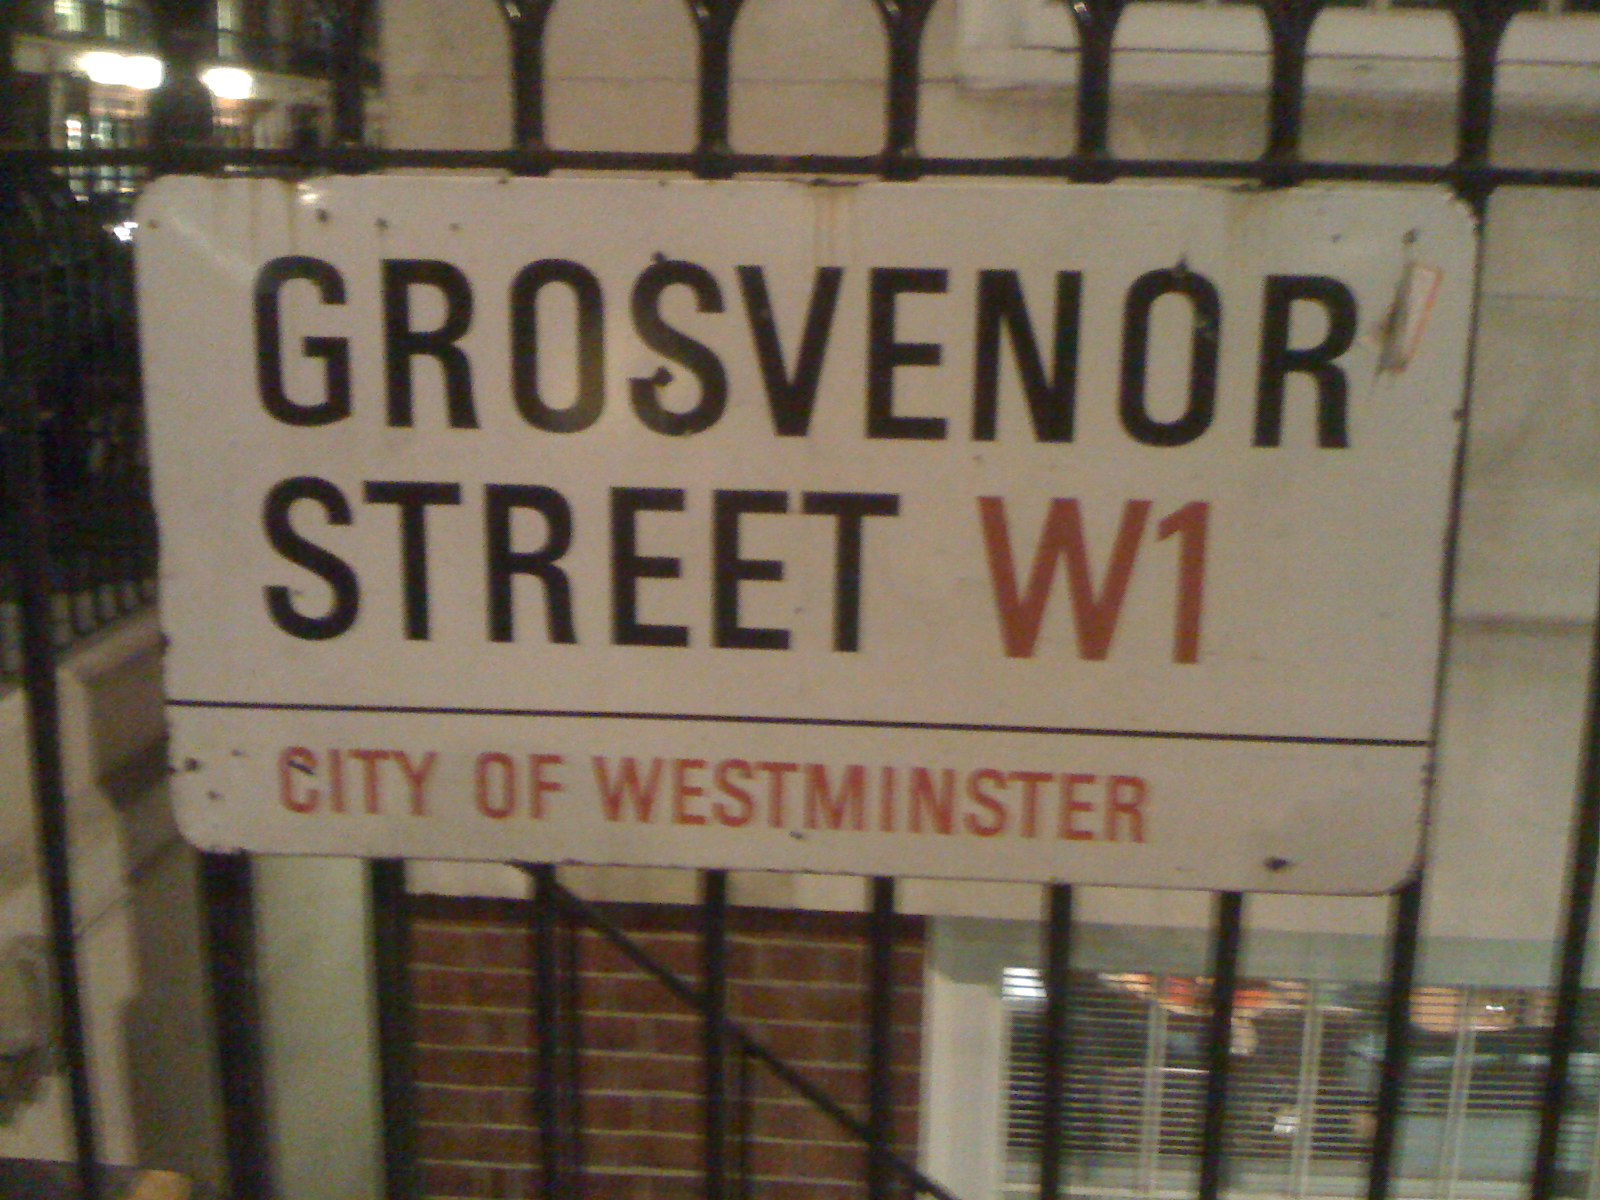 GROSVENOR
STREET W1
CITY OF WESTMINSTER